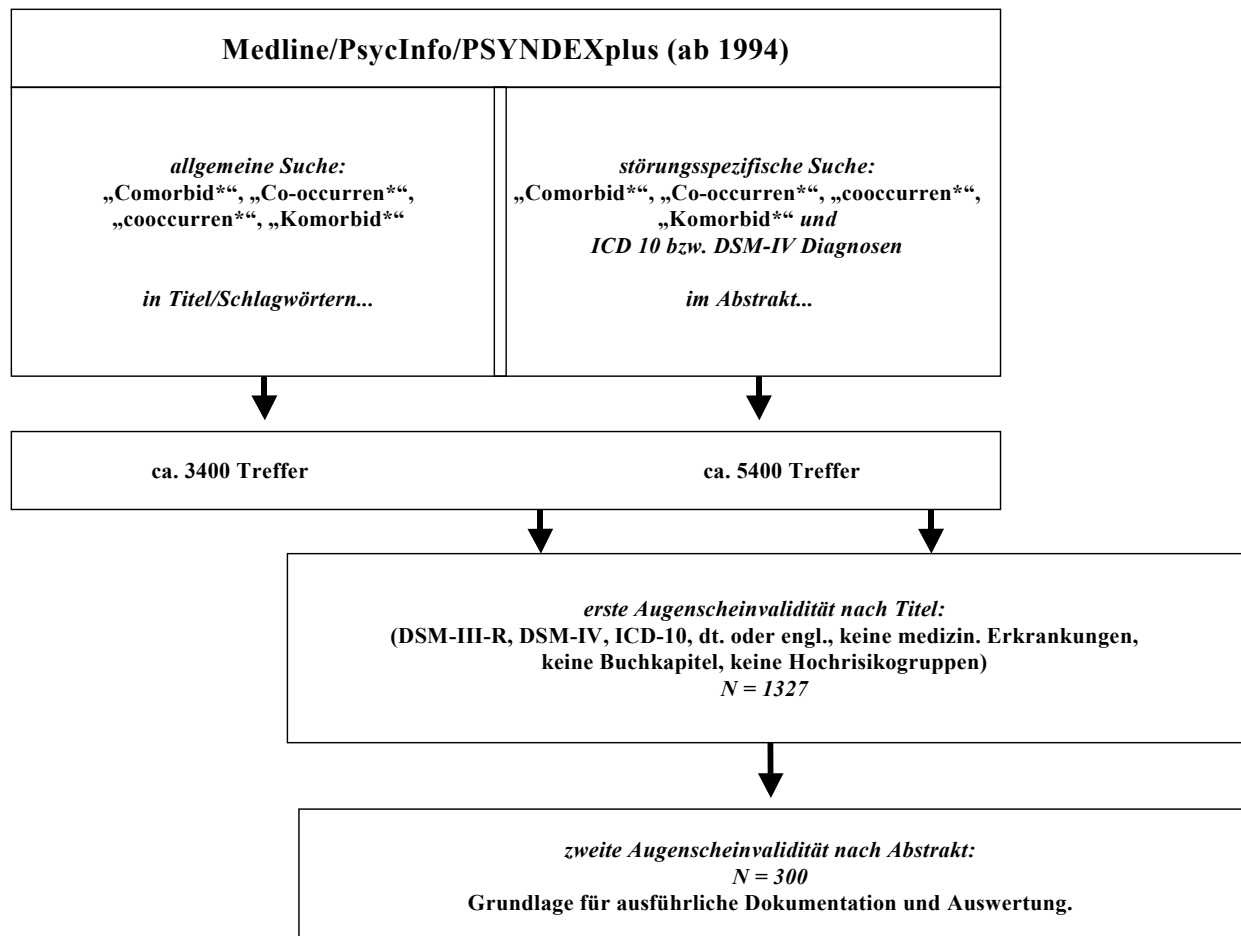 Medline/PsycInfo/PSYNDEXplus (ab 1994)
allgemeine Suche:
„Comorbid*“, „Co-occurren*“,
„cooccurren*“, „Komorbid*“
in Titel/Schlagwörtern...
störungsspezifische Suche:
„Comorbid*“, „Co-occurren*“, „cooccurren*“,
„Komorbid*“ und
ICD 10 bzw. DSM-IV Diagnosen
im Abstrakt...
ca. 3400 Treffer
ca. 5400 Treffer
erste Augenscheinvalidität nach Titel:
(DSM-III-R, DSM-IV, ICD-10, dt. oder engl., keine medizin. Erkrankungen,
keine Buchkapitel, keine Hochrisikogruppen)
N = 1327
zweite Augenscheinvalidität nach Abstrakt:
N = 300
Grundlage für ausführliche Dokumentation und Auswertung.